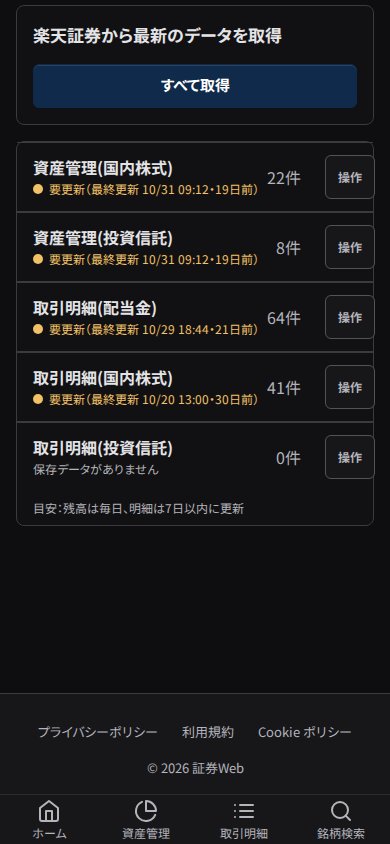 楽天証券から最新のデータを取得
すべて取得
資産管理(国内株式)
要更新（最終更新 10/31 09:12・19日前）
22件
操作
資産管理(投資信託)
要更新（最終更新 10/31 09:12・19日前）
8件
操作
取引明細(配当金)
要更新（最終更新 10/29 18:44・21日前）
64件
操作
取引明細(国内株式)
要更新（最終更新 10/20 13:00・30日前）
41件
操作
取引明細(投資信託)
保存データがありません
0件
操作
目安：残高は毎日、明細は7日以内に更新
プライバシーポリシー 利用規約 Cookie ポリシー
© 2026 証券Web
ホーム 資産管理 取引明細 銘柄検索